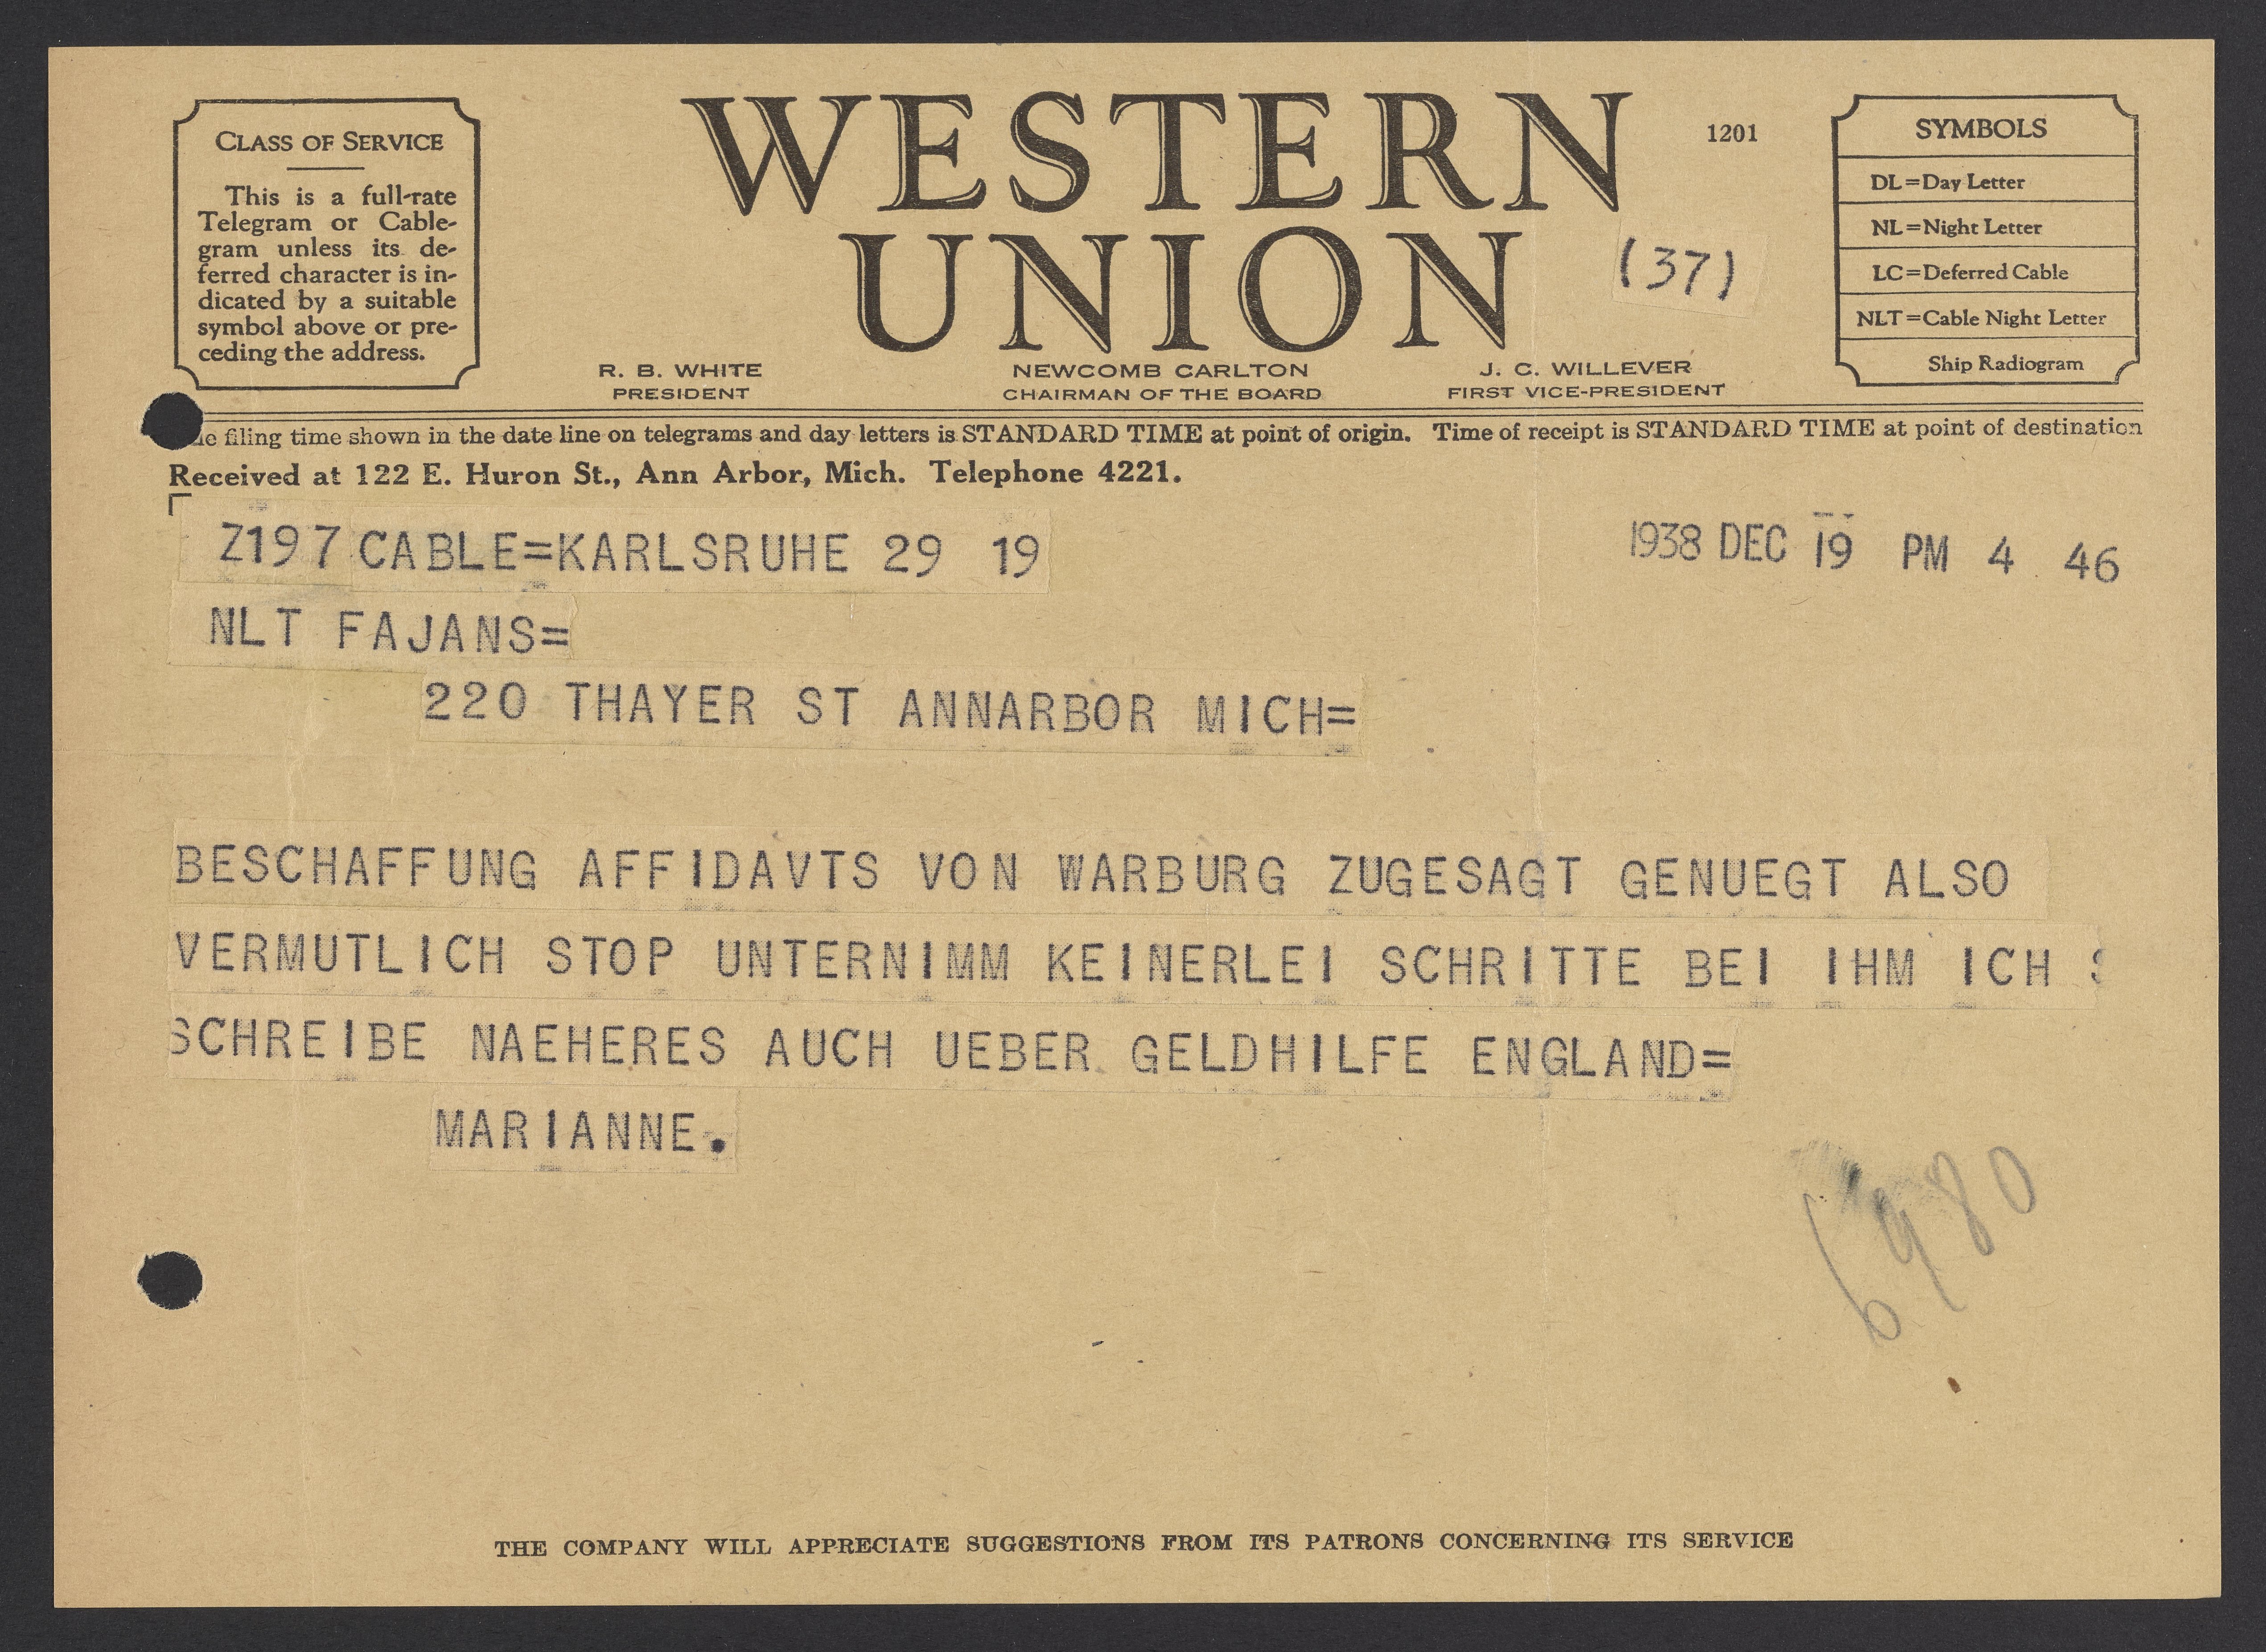 CLASS OF SERVICE
This is a full-rate
Telegram or Cable-
gram unless its de-
ferred character is in-
dicated by a suitable
symbol above or pre-
ceding the address.
WESTERN
UNION
1201
(37)
R. B. WHITE
PRESIDENT
NEWCOMB CARLTON
CHAIRMAN OF THE BOARD
J. C. WILLEVER
FIRST VICE-PRESIDENT
SYMBOLS
DL=Day Letter
NL=Night Letter
LC=Deferred Cable
NLT=Cable Night Letter
Ship Radiogram
filing time shown in the date line on telegrams and day letters is STANDARD TIME at point of origin. Time of receipt is STANDARD TIME at point of destination
Received at 122 E. Huron St., Ann Arbor, Mich. Telephone 4221.
Z197 CABLE=KARLSRUHE 29 19
1938 DEC 19 PM 4 46
NLT FAJANS=
220 THAYER ST ANNARBOR MICH=
BESCHAFFUNG AFFIDAVTS VON WARBURG ZUGESAGT GENUEGT ALSO
VERMUTLICH STOP UNTERNIMM KEINERLEI SCHRITTE BEI IHM ICH S
SCHREIBE NAEHERES AUCH UEBER GELDHILFE ENGLAND=
MARIANNE.
6980
THE COMPANY WILL APPRECIATE SUGGESTIONS FROM ITS PATRONS CONCERNING ITS SERVICE